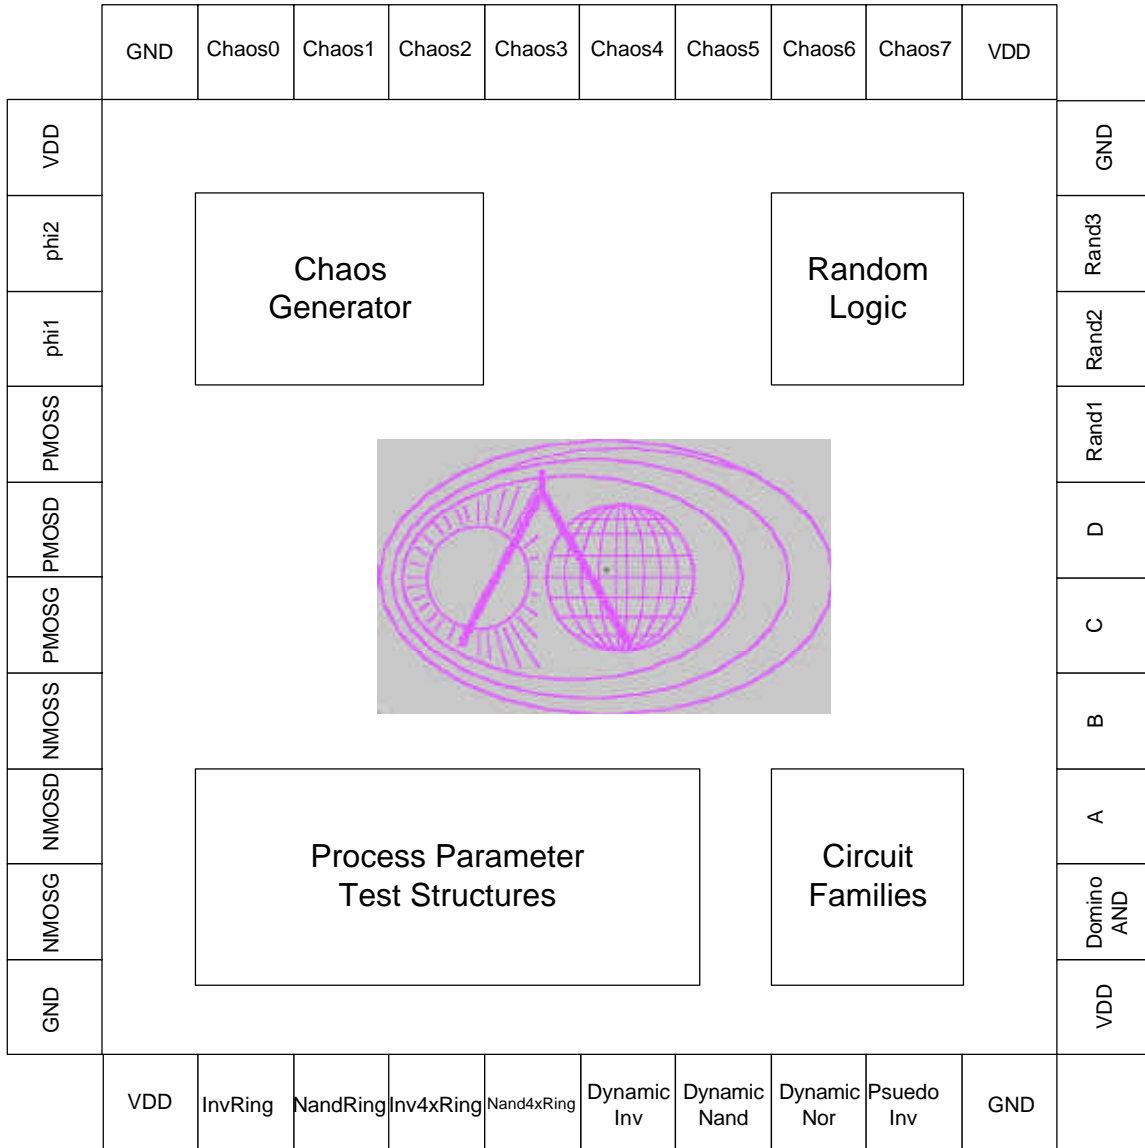 GND
Chaos0
Chaos1
Chaos2
Chaos3
Chaos4
Chaos5
Chaos6
Chaos7
VDD
VDD
phi2
phi1
PMOSS
PMOSD
PMOSG
NMOSS
NMOSD
NMOSG
GND
Chaos
Generator
Random
Logic
Process Parameter
Test Structures
Circuit
Families
GND
Rand3
Rand2
Rand1
D
C
B
A
Domino
AND
VDD
VDD
InvRing
NandRing
Inv4xRing
Nand4xRing
Dynamic
Inv
Dynamic
Nand
Dynamic
Nor
Psuedo
Inv
GND